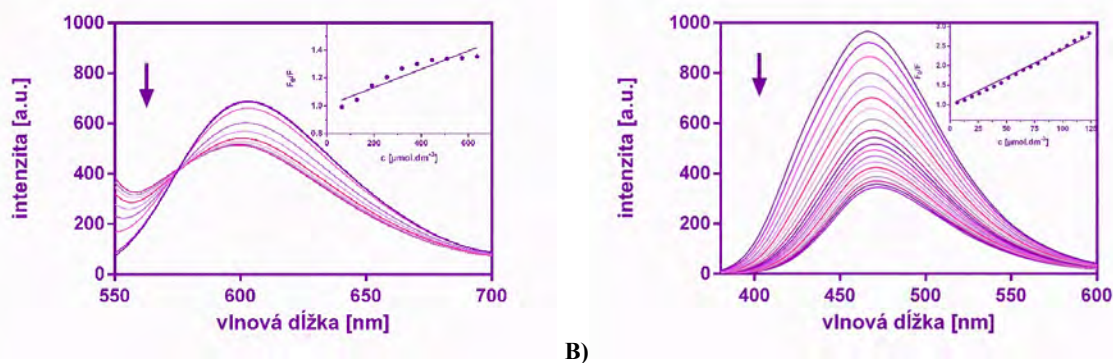 1000
800
600
400
200
0
intenzita [a.u.]
550 600 650 700
vlnová dĺžka [nm]
F₀/F
1.4
1.2
1.0
0.8
0 200 400 600
c [µmol.dm⁻³]
1000
800
600
400
200
0
intenzita [a.u.]
400 450 500 550 600
vlnová dĺžka [nm]
F₀/F
3.0
2.5
2.0
1.5
1.0
0 25 50 75 100 125
c [µmol.dm⁻³]
B)